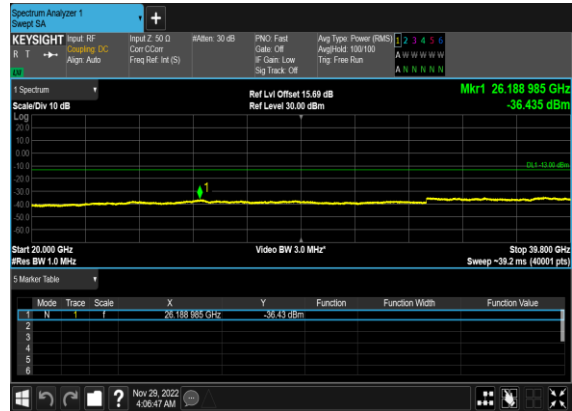 Spectrum Analyzer 1
Swept SA
+
KEYSIGHT Input: RF Input Z: 50 Ω #Atten: 30 dB PNO: Fast Avg Type: Power (RMS) 1 2 3 4 5 6
R T Coupling: DC Corr CCorr Gate: Off Avg|Hold: 100/100 A W W W W W
Align: Auto Freq Ref: Int (S) IF Gain: Low Trig: Free Run
Sig Track: Off A N N N N N
1 Spectrum Ref Lvl Offset 15.69 dB Mkr1 26.188 985 GHz
Scale/Div 10 dB Ref Level 30.00 dBm -36.435 dBm
Log
20.0
10.0
0.00
-10.0 DL1 -13.00 dBm
-20.0
-30.0 1
-40.0
-50.0
-60.0
Start 20.000 GHz Video BW 3.0 MHz* Stop 39.800 GHz
#Res BW 1.0 MHz Sweep ~39.2 ms (40001 pts)
5 Marker Table
Mode Trace Scale X Y Function Function Width Function Value
1 N 1 f 26.188 985 GHz -36.43 dBm
2
3
4
5
6
? Nov 29, 2022
4:06:47 AM